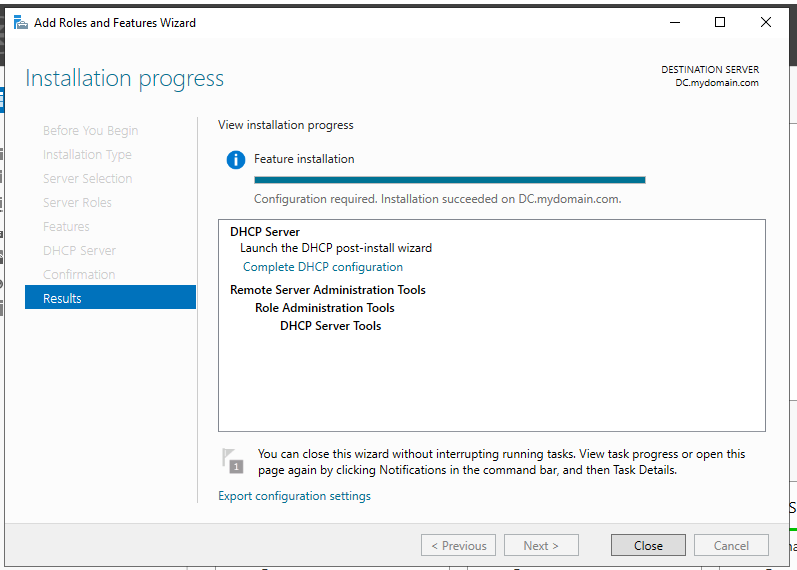 Add Roles and Features Wizard
Installation progress
DESTINATION SERVER
DC.mydomain.com
Before You Begin
Installation Type
Server Selection
Server Roles
Features
DHCP Server
Confirmation
Results
View installation progress
Feature installation
Configuration required. Installation succeeded on DC.mydomain.com.
DHCP Server
Launch the DHCP post-install wizard
Complete DHCP configuration
Remote Server Administration Tools
Role Administration Tools
DHCP Server Tools
1
You can close this wizard without interrupting running tasks. View task progress or open this
page again by clicking Notifications in the command bar, and then Task Details.
Export configuration settings
< Previous
Next >
Close
Cancel